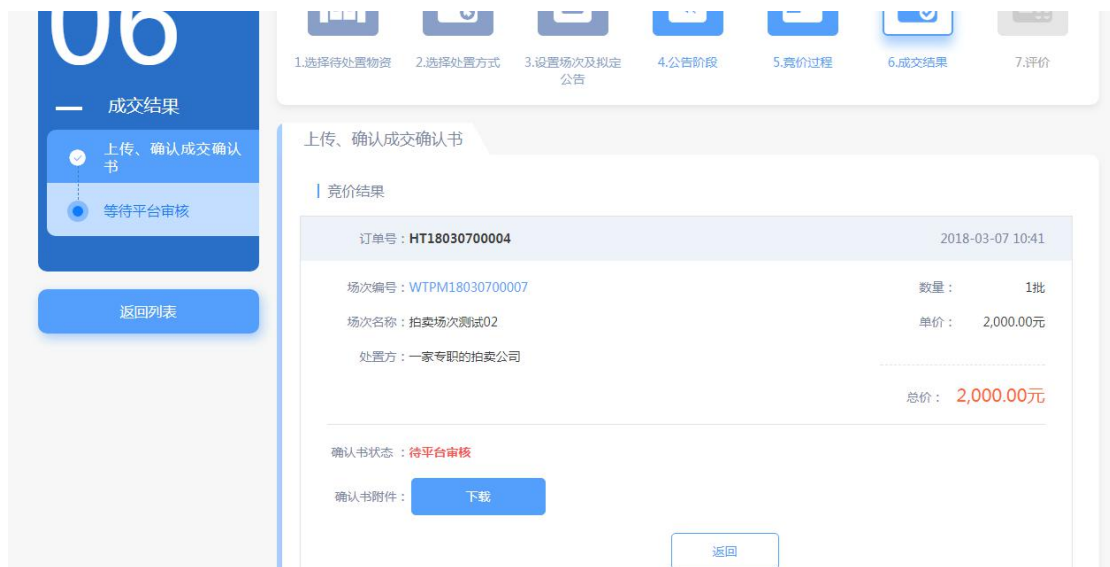 06
成交结果
上传、确认成交确认
书
等待平台审核
返回列表
1.选择待处置物资
2.选择处置方式
3.设置场次及拟定
公告
4.公告阶段
5.竞价过程
6.成交结果
7.评价
上传、确认成交确认书
竞价结果
订单号：HT18030700004 2018-03-07 10:41
场次编号：WTPM18030700007 数量： 1批
场次名称：拍卖场次测试02 单价： 2,000.00元
处置方：一家专职的拍卖公司
总价： 2,000.00元
确认书状态 ：待平台审核
确认书附件： 下载
返回